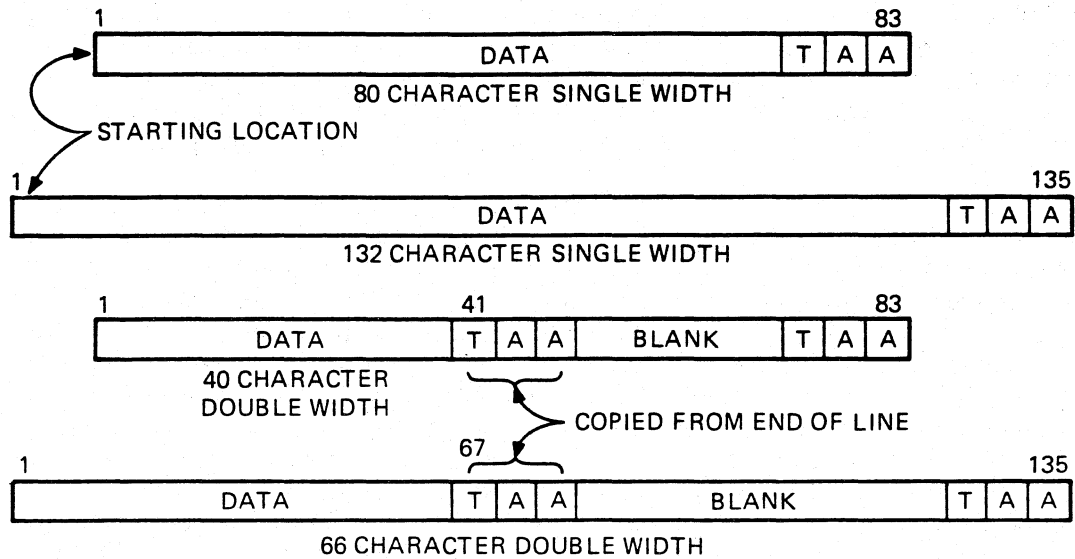 1 83
DATA T A A
80 CHARACTER SINGLE WIDTH
STARTING LOCATION
1 135
DATA T A A
132 CHARACTER SINGLE WIDTH
1 41 83
DATA T A A BLANK T A A
40 CHARACTER
DOUBLE WIDTH
COPIED FROM END OF LINE
1 67 135
DATA T A A BLANK T A A
66 CHARACTER DOUBLE WIDTH